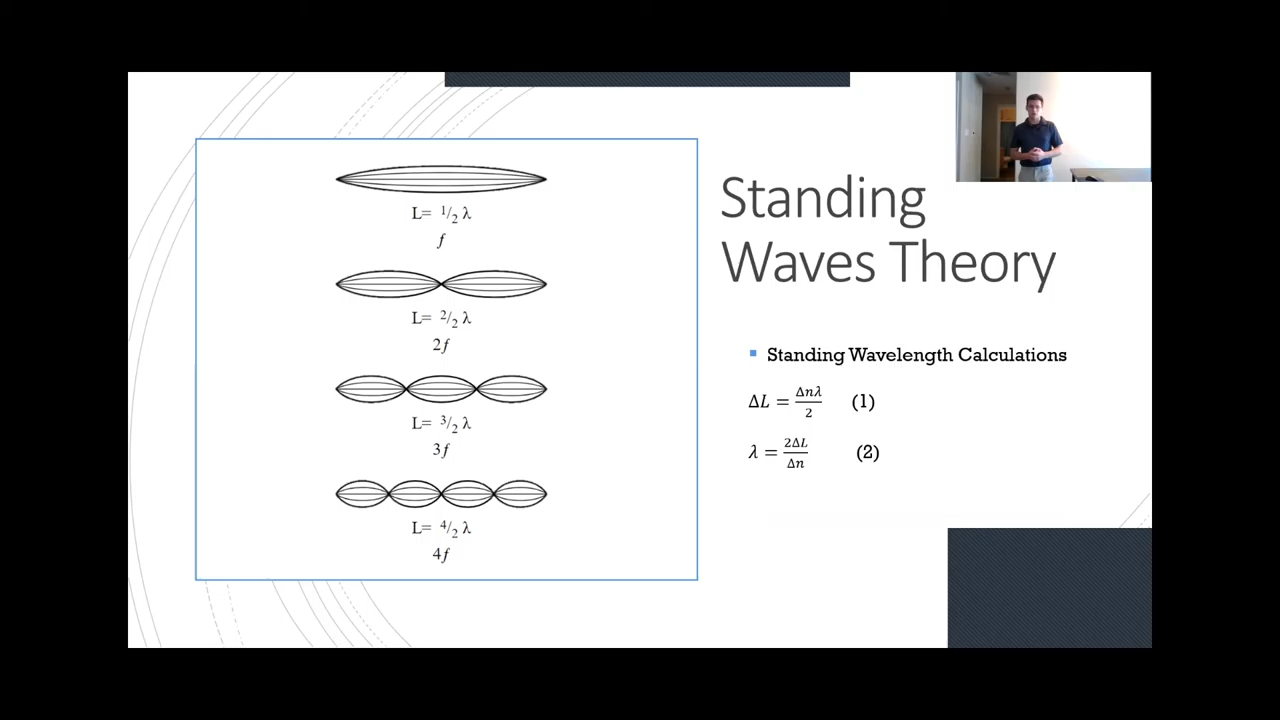 L= 1/2 λ
f
L= 2/2 λ
2f
L= 3/2 λ
3f
L= 4/2 λ
4f
Standing
Waves Theory
Standing Wavelength Calculations
ΔL = Δnλ/2 (1)
λ = 2ΔL/Δn (2)